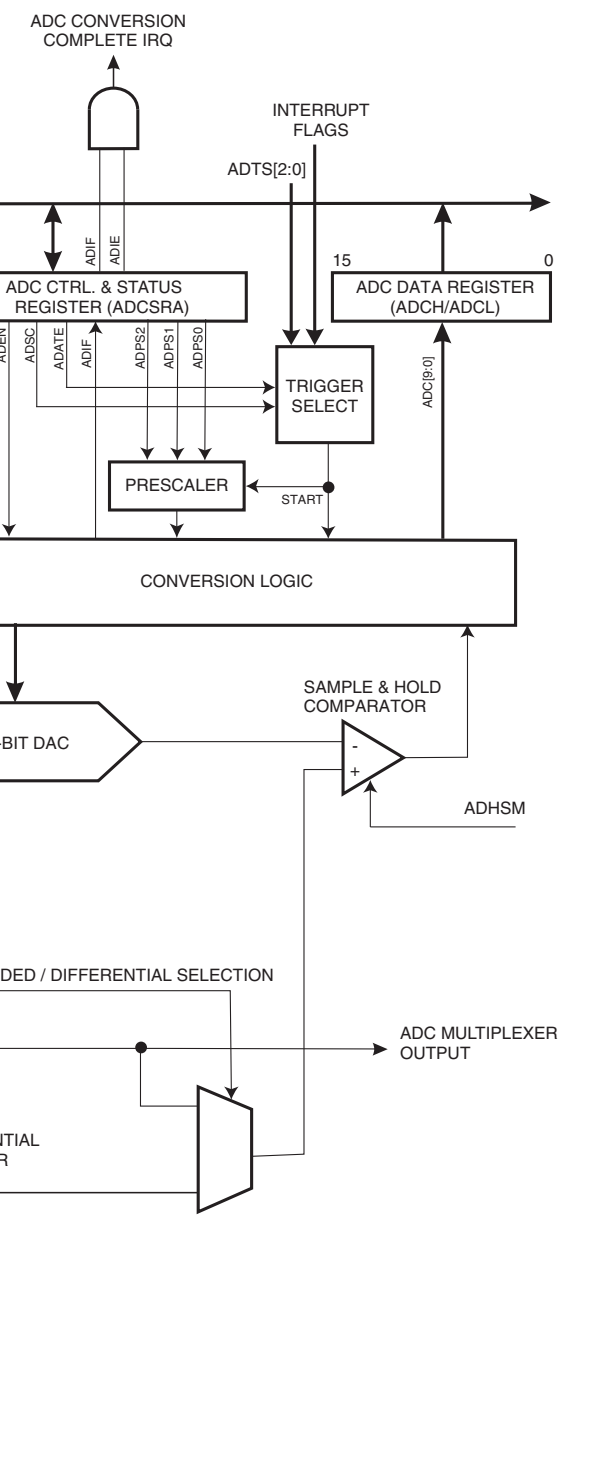 ADC CONVERSION
COMPLETE IRQ
INTERRUPT
FLAGS
ADTS[2:0]
ADIF
ADIE
15
0
ADC CTRL. & STATUS
REGISTER (ADCSRA)
ADC DATA REGISTER
(ADCH/ADCL)
ADEN
ADSC
ADATE
ADIF
ADPS2
ADPS1
ADPS0
ADC[9:0]
TRIGGER
SELECT
PRESCALER
START
CONVERSION LOGIC
SAMPLE & HOLD
COMPARATOR
-BIT DAC
-
+
ADHSM
DED / DIFFERENTIAL SELECTION
ADC MULTIPLEXER
OUTPUT
NTIAL
R